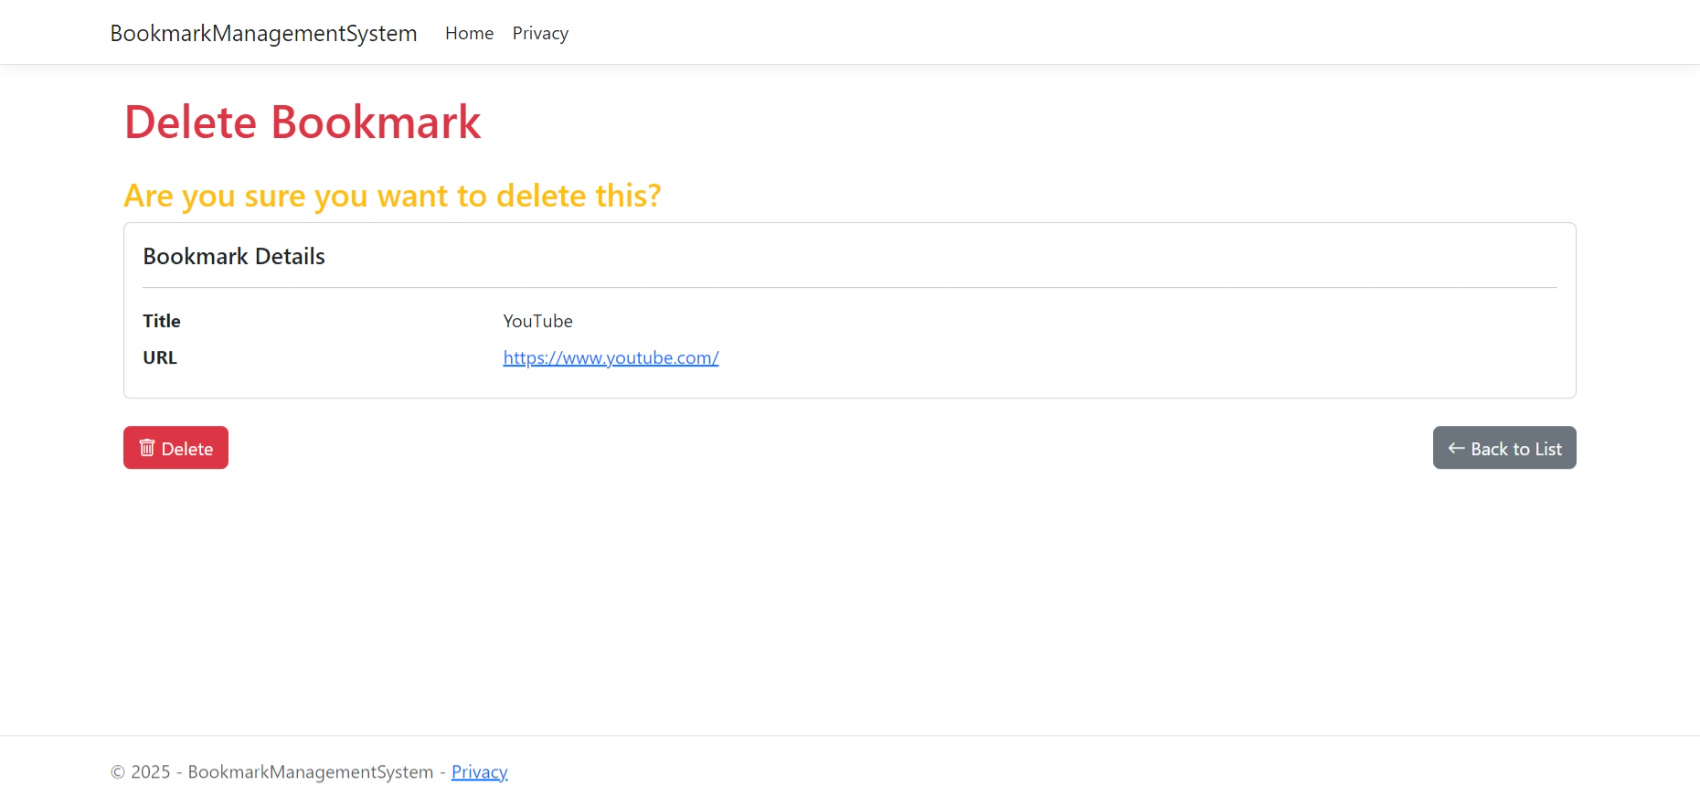 BookmarkManagementSystem Home Privacy
Delete Bookmark
Are you sure you want to delete this?
Bookmark Details
Title YouTube
URL https://www.youtube.com/
Delete ← Back to List
© 2025 - BookmarkManagementSystem - Privacy